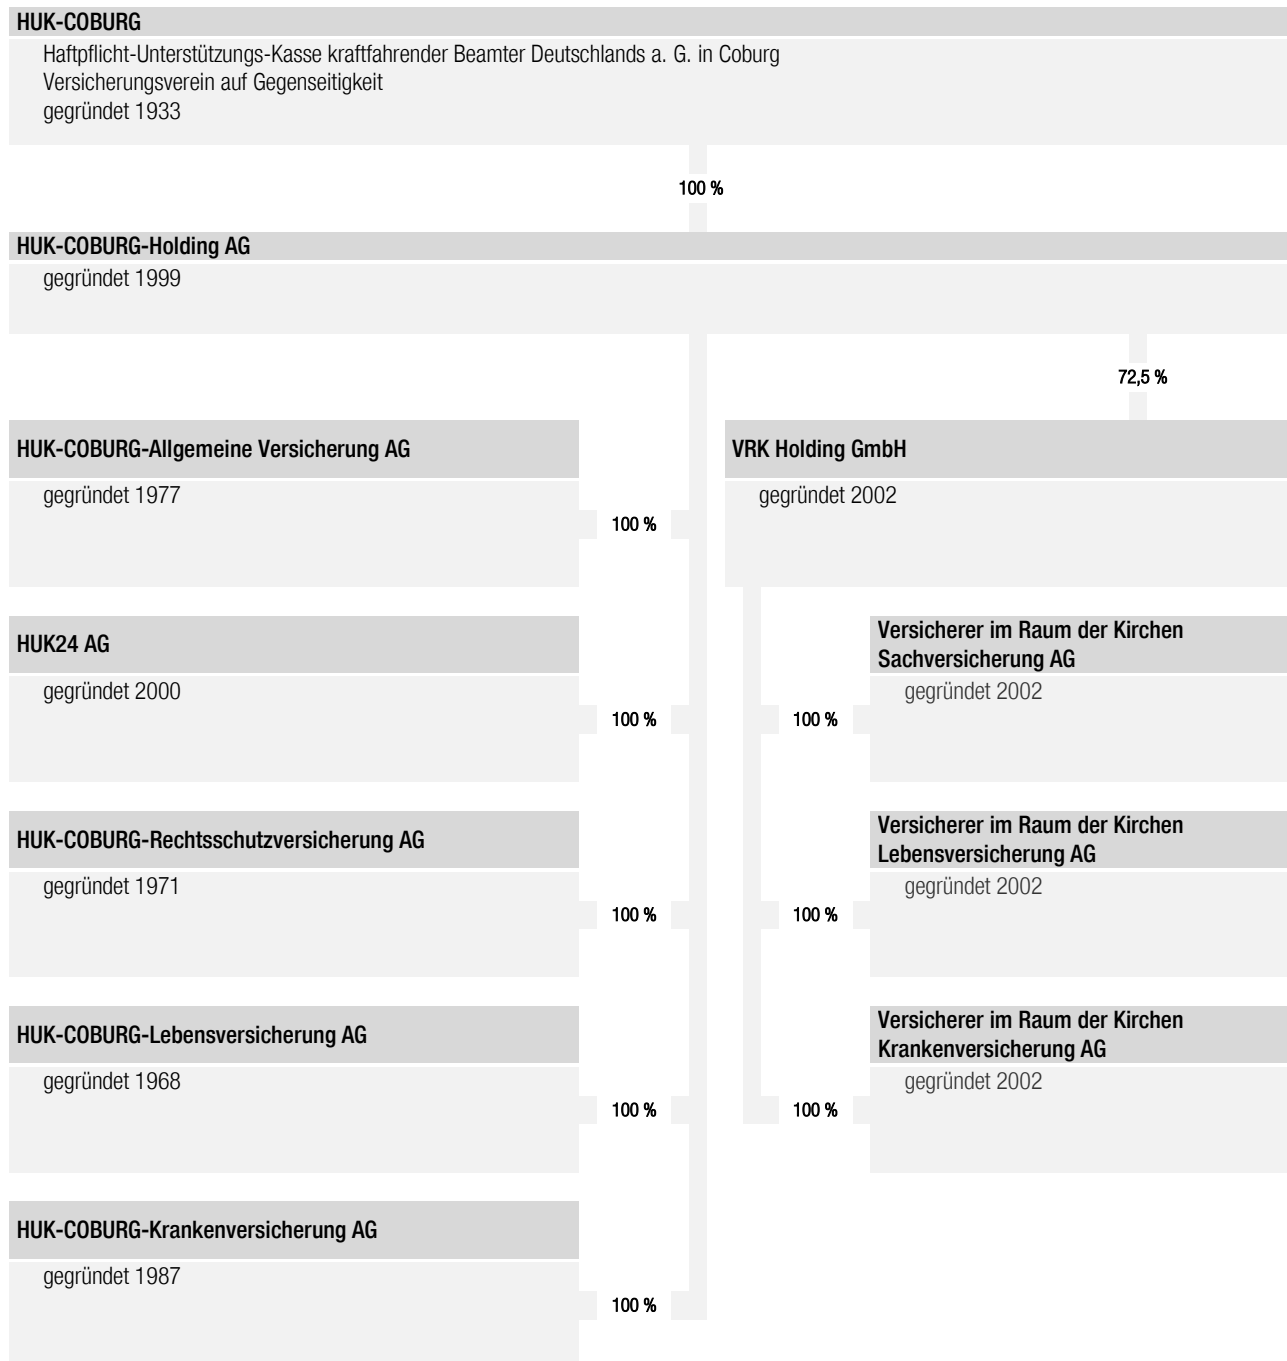 HUK-COBURG
Haftpflicht-Unterstützungs-Kasse kraftfahrender Beamter Deutschlands a. G. in Coburg
Versicherungsverein auf Gegenseitigkeit
gegründet 1933
100 %
HUK-COBURG-Holding AG
gegründet 1999
72,5 %
HUK-COBURG-Allgemeine Versicherung AG
gegründet 1977
100 %
VRK Holding GmbH
gegründet 2002
HUK24 AG
gegründet 2000
100 %
Versicherer im Raum der Kirchen
Sachversicherung AG
gegründet 2002
100 %
HUK-COBURG-Rechtsschutzversicherung AG
gegründet 1971
100 %
Versicherer im Raum der Kirchen
Lebensversicherung AG
gegründet 2002
100 %
HUK-COBURG-Lebensversicherung AG
gegründet 1968
100 %
Versicherer im Raum der Kirchen
Krankenversicherung AG
gegründet 2002
100 %
HUK-COBURG-Krankenversicherung AG
gegründet 1987
100 %